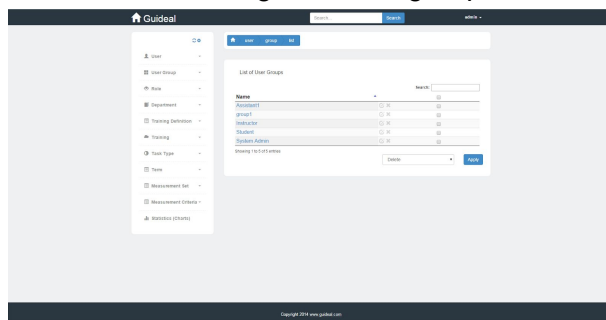 Guideal
Search...
Search
admin
user group list
User
User Group
Role
Department
Training Definition
Training
Task Type
Term
Measurement Set
Measurement Criteria
Statistics (Charts)
List of User Groups
Search:
Name
Assistant1
group1
Instructor
Student
System Admin
Showing 1 to 5 of 5 entries
Delete
Apply
Copyright 2014 www.guideal.com